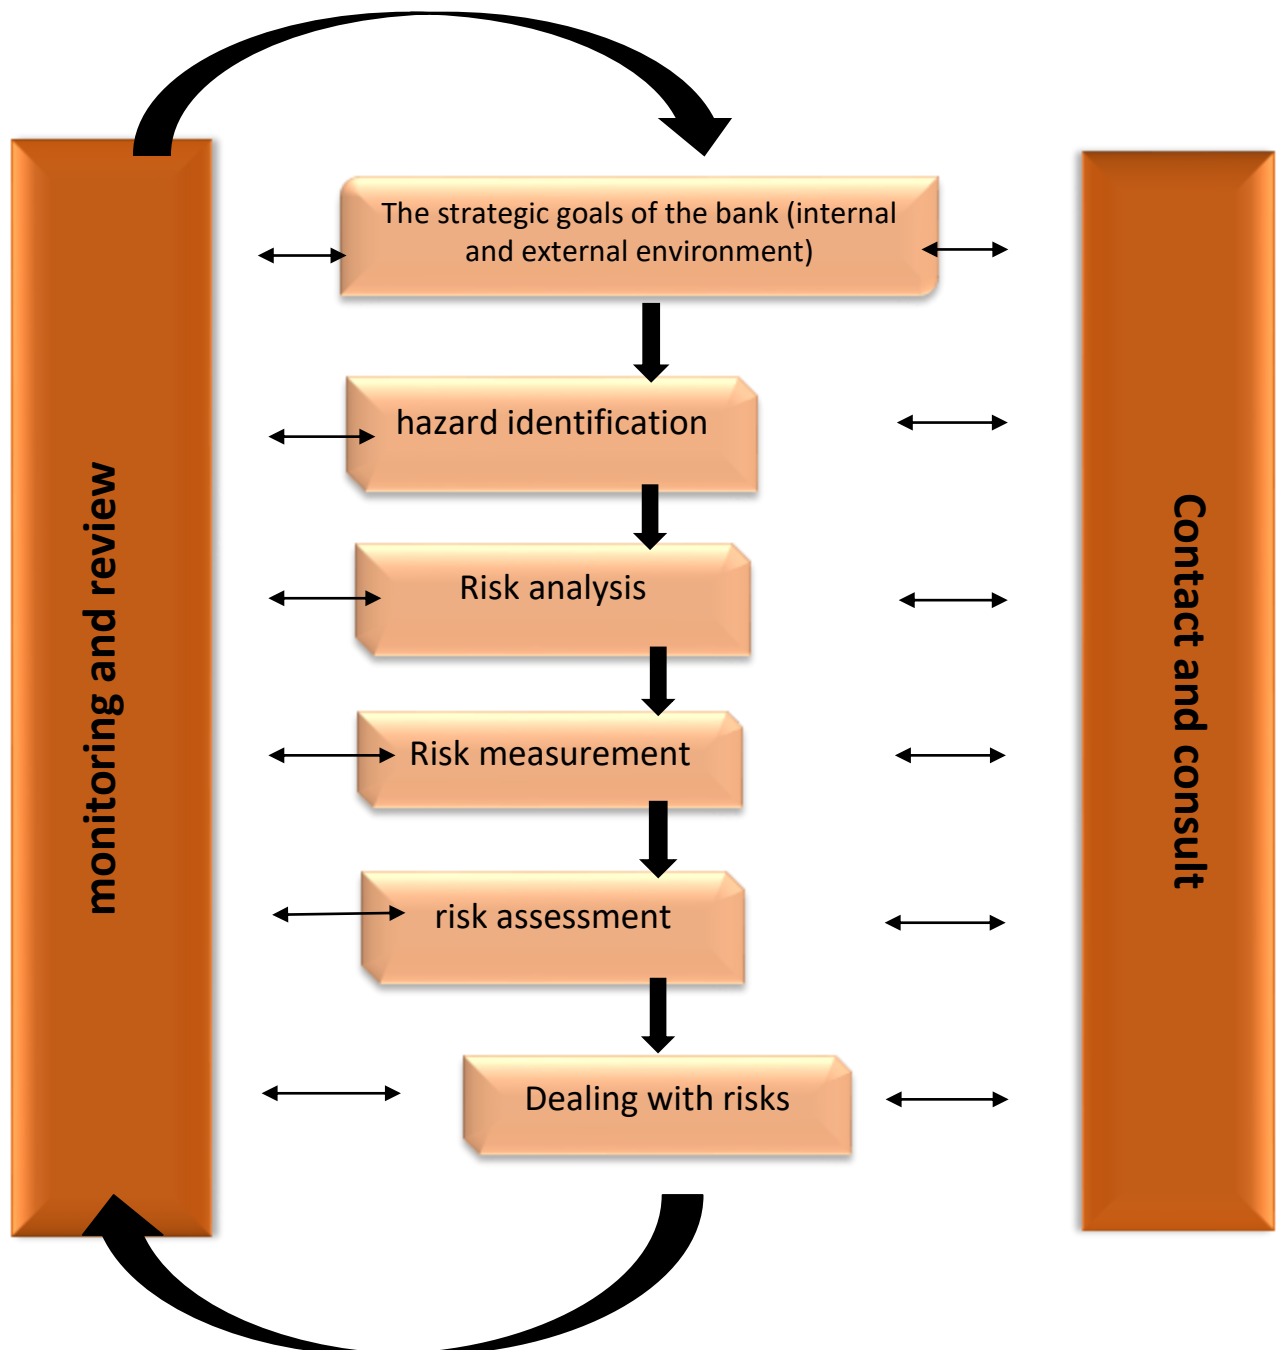 The strategic goals of the bank (internal
and external environment)
hazard identification
Risk analysis
Risk measurement
risk assessment
Dealing with risks
monitoring and review
Contact and consult